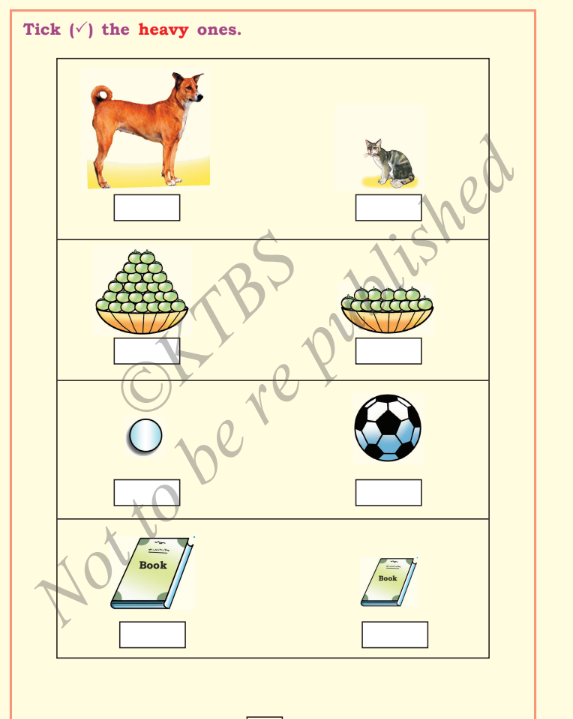 Tick (✓) the heavy ones.
©KTBS
Not to be re published
Book
Book